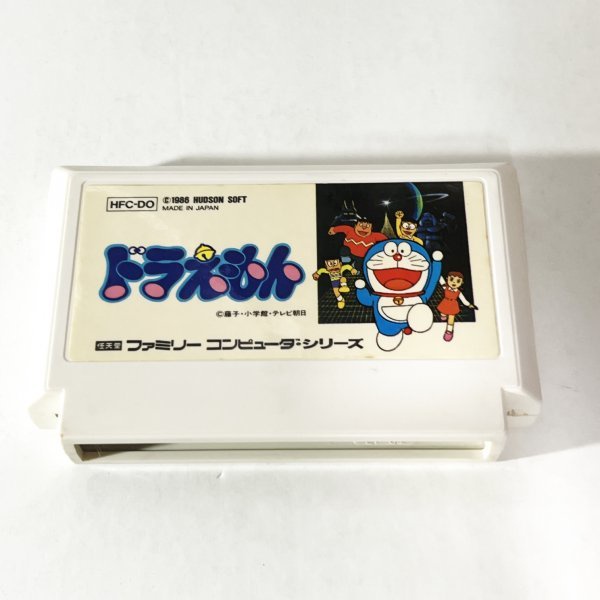 HFC-DO
©1986 HUDSON SOFT
MADE IN JAPAN
ドラえもん
©藤子・小学館・テレビ朝日
任天堂 ファミリー コンピュータ・シリーズ